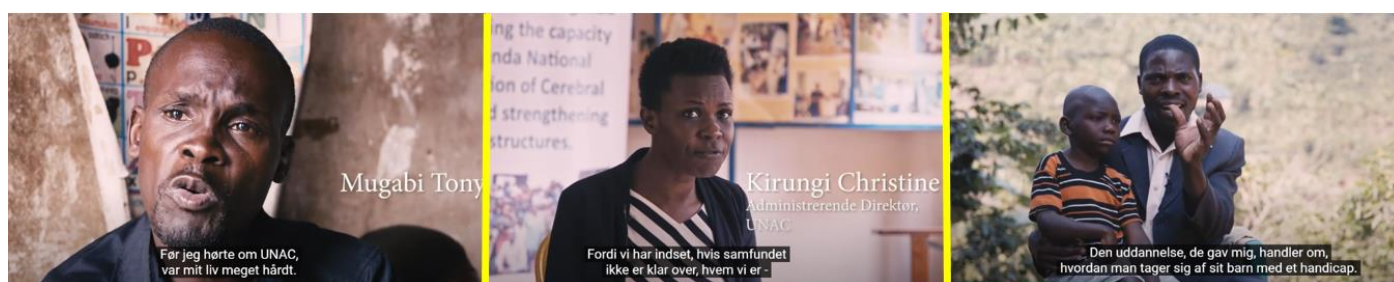 P
Mugabi Tony
Før jeg hørte om UNAC,
var mit liv meget hårdt.
ing the capacity
nda National
ion of Cerebral
d strengthening
structures.
Kirungi Christine
Administrerende Direktør,
UNAC
Fordi vi har indset, hvis samfundet
ikke er klar over, hvem vi er -
Den uddannelse, de gav mig, handler om,
hvordan man tager sig af sit barn med et handicap.